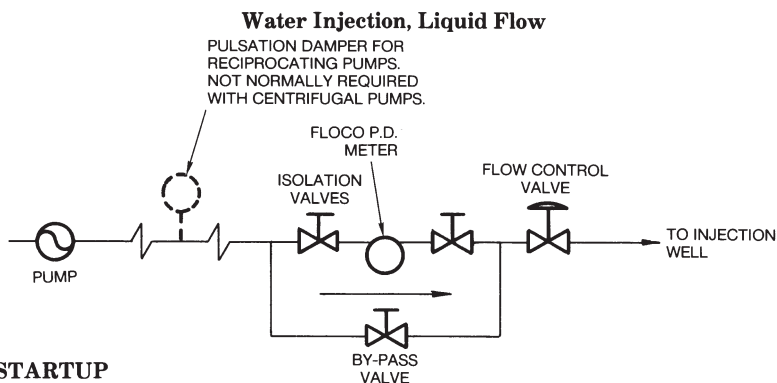 Water Injection, Liquid Flow
PULSATION DAMPER FOR
RECIPROCATING PUMPS.
NOT NORMALLY REQUIRED
WITH CENTRIFUGAL PUMPS.
FLOCO P.D.
METER
ISOLATION
VALVES
FLOW CONTROL
VALVE
TO INJECTION
WELL
PUMP
BY-PASS
VALVE
STARTUP